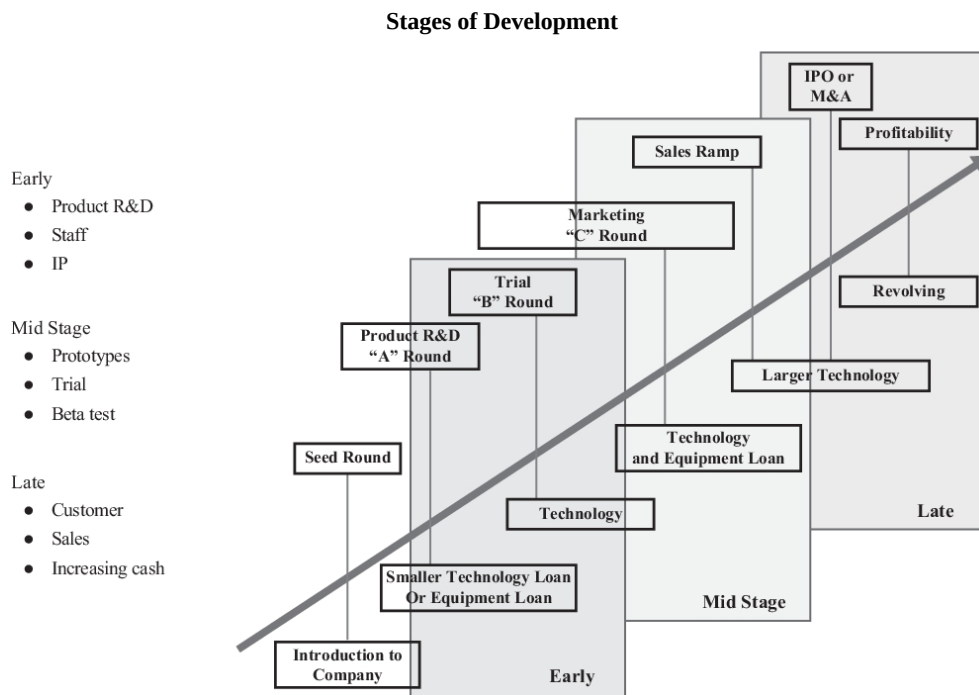 Stages of Development
Early
● Product R&D
● Staff
● IP
Mid Stage
● Prototypes
● Trial
● Beta test
Late
● Customer
● Sales
● Increasing cash
IPO or
M&A
Profitability
Sales Ramp
Marketing
“C” Round
Trial
“B” Round
Product R&D
“A” Round
Seed Round
Revolving
Larger Technology
Technology
and Equipment Loan
Technology
Smaller Technology Loan
Or Equipment Loan
Introduction to
Company
Early
Mid Stage
Late